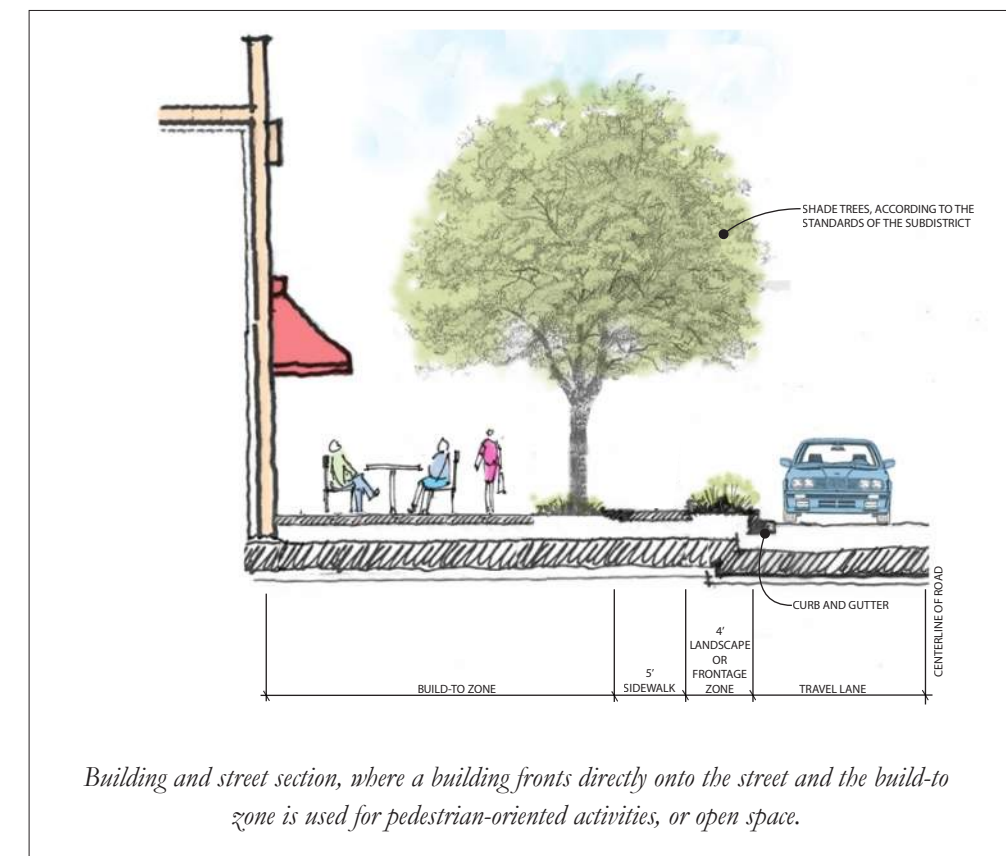 SHADE TREES, ACCORDING TO THE
STANDARDS OF THE SUBDISTRICT
CURB AND GUTTER
CENTERLINE OF ROAD
BUILD-TO ZONE
5’
SIDEWALK
4’
LANDSCAPE
OR
FRONTAGE
ZONE
TRAVEL LANE
Building and street section, where a building fronts directly onto the street and the build-to
zone is used for pedestrian-oriented activities, or open space.